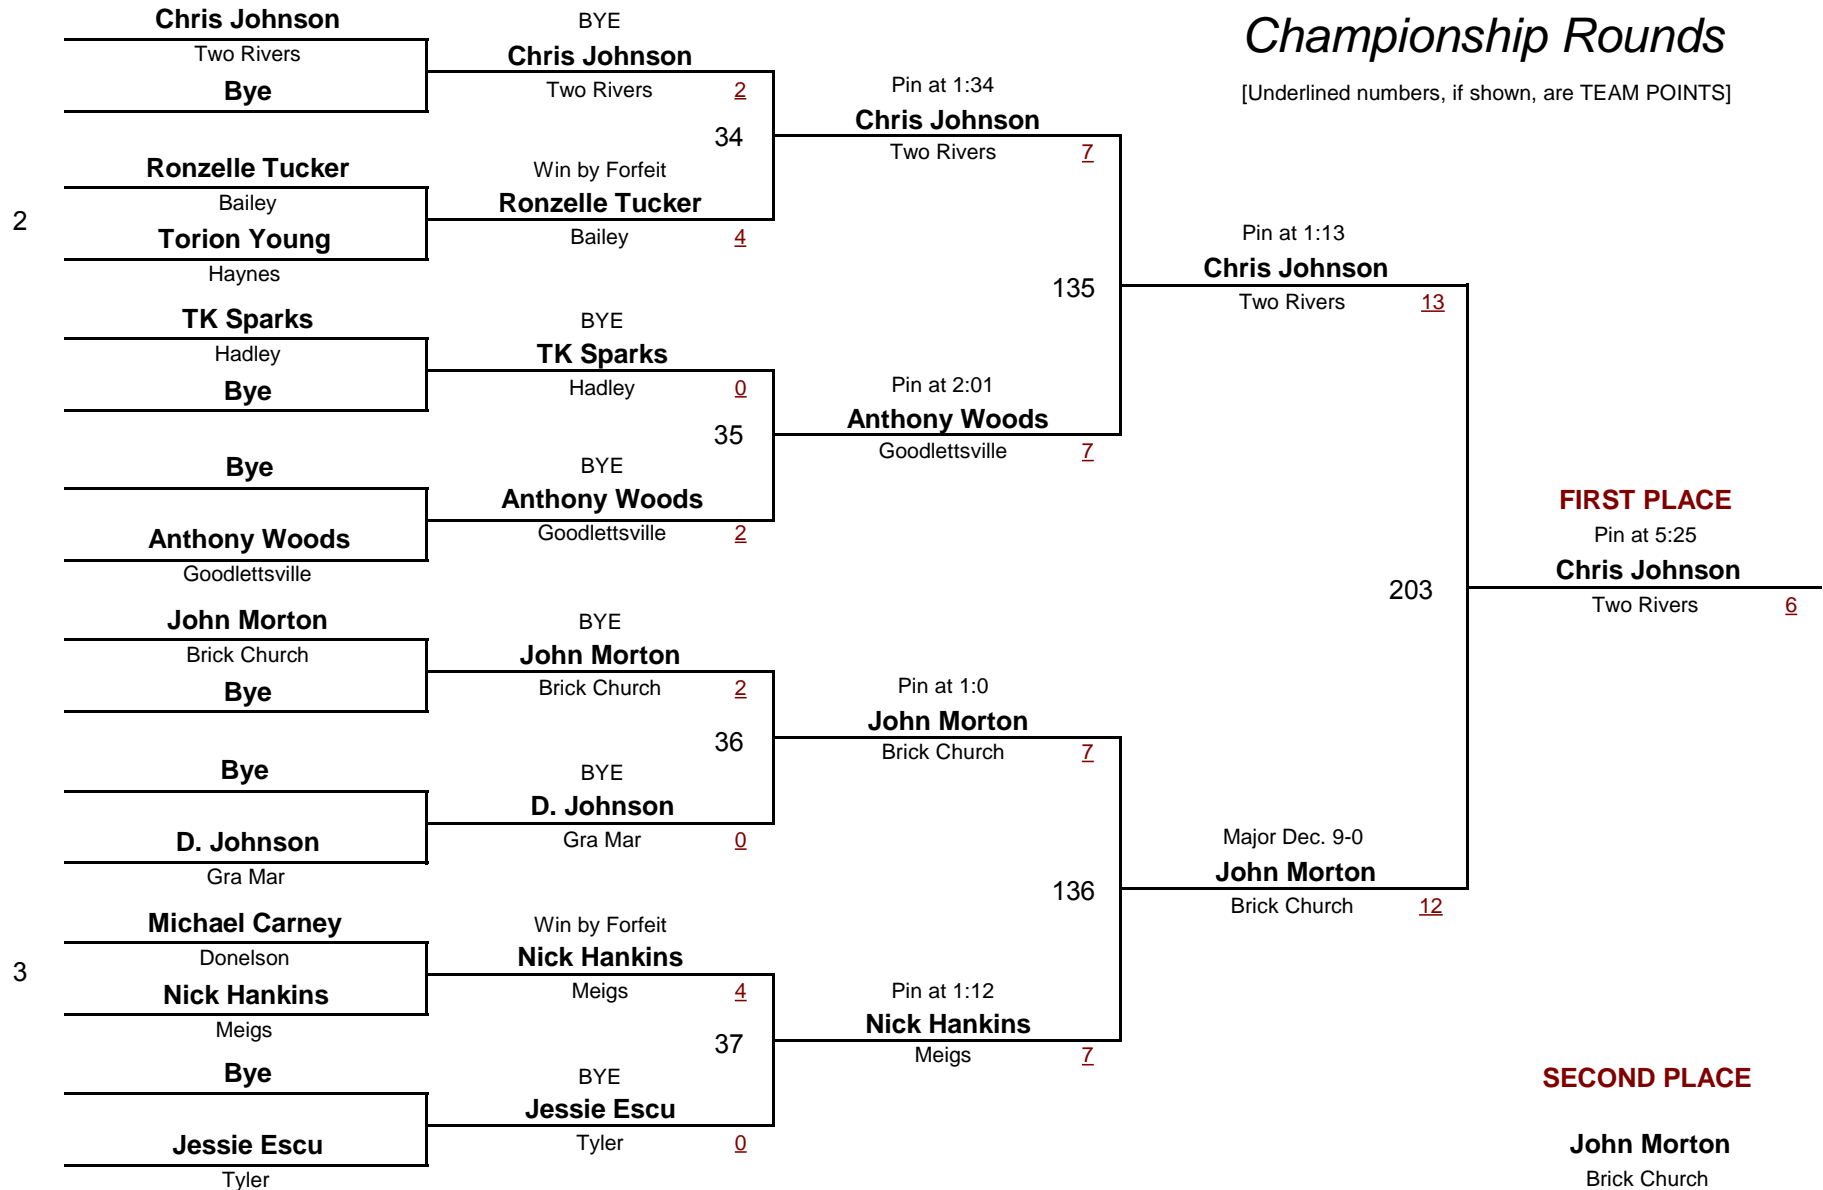 Championship Rounds
[Underlined numbers, if shown, are TEAM POINTS]
Chris Johnson
Two Rivers
Bye
2
Ronzelle Tucker
Bailey
Torion Young
Haynes
TK Sparks
Hadley
Bye
Bye
Anthony Woods
Goodlettsville
John Morton
Brick Church
Bye
Bye
D. Johnson
Gra Mar
3
Michael Carney
Donelson
Nick Hankins
Meigs
Bye
Jessie Escu
Tyler
BYE
Chris Johnson
Two Rivers 2
34
Win by Forfeit
Ronzelle Tucker
Bailey 4
BYE
TK Sparks
Hadley 0
35
BYE
Anthony Woods
Goodlettsville 2
BYE
John Morton
Brick Church 2
36
BYE
D. Johnson
Gra Mar 0
Win by Forfeit
Nick Hankins
Meigs 4
37
BYE
Jessie Escu
Tyler 0
Pin at 1:34
Chris Johnson
Two Rivers 7
135
Pin at 2:01
Anthony Woods
Goodlettsville 7
Pin at 1:0
John Morton
Brick Church 7
136
Pin at 1:12
Nick Hankins
Meigs 7
Pin at 1:13
Chris Johnson
Two Rivers 13
203
Major Dec. 9-0
John Morton
Brick Church 12
FIRST PLACE
Pin at 5:25
Chris Johnson
Two Rivers 6
SECOND PLACE
John Morton
Brick Church